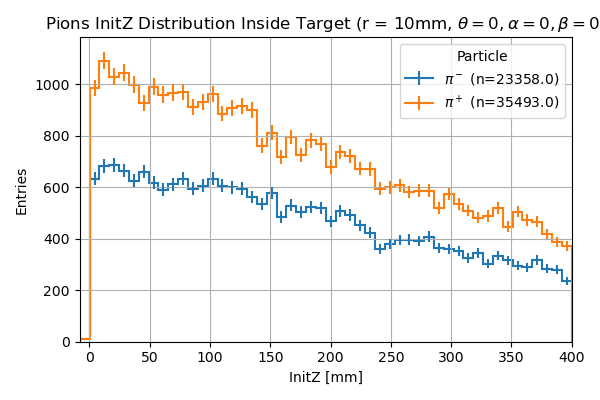 Pions InitZ Distribution Inside Target (r = 10mm, θ = 0, α = 0, β = 0
Particle
π⁻ (n=23358.0)
π⁺ (n=35493.0)
Entries
1000
800
600
400
200
0
0 50 100 150 200 250 300 350 400
InitZ [mm]